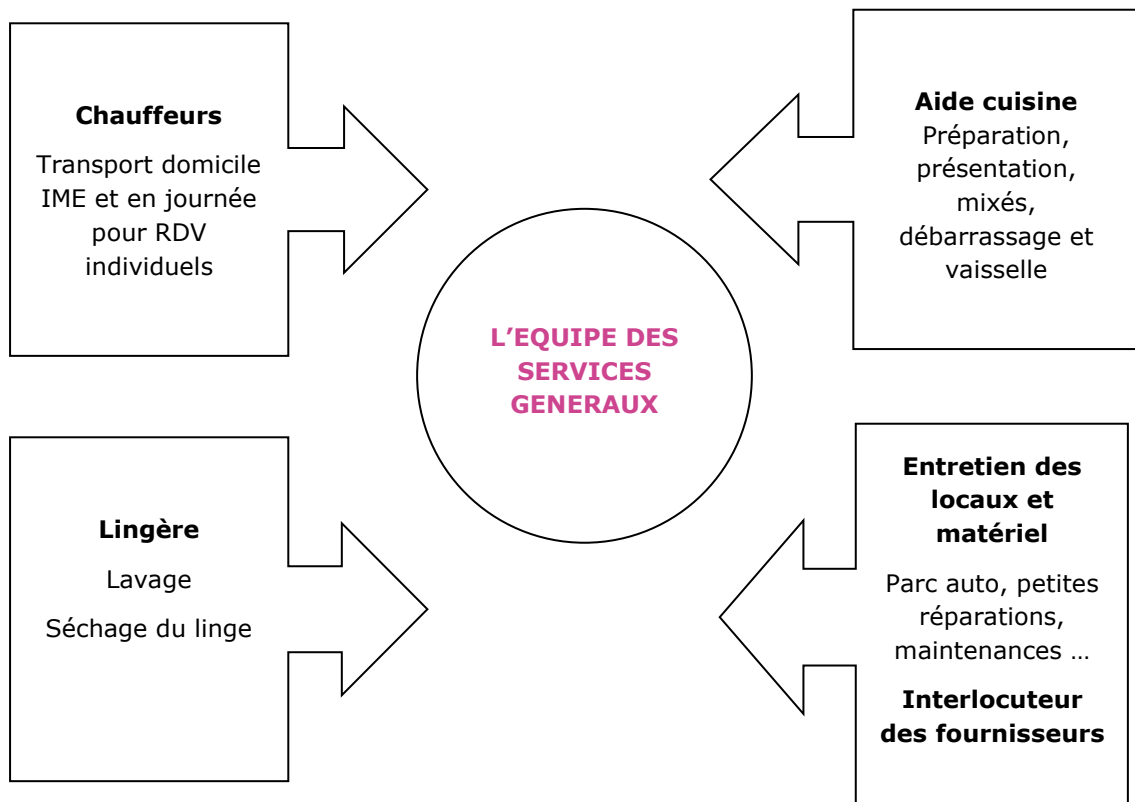 Chauffeurs
Transport domicile
IME et en journée
pour RDV
individuels
Aide cuisine
Préparation,
présentation,
mixés,
débarrassage et
vaisselle
L’EQUIPE DES
SERVICES
GENERAUX
Lingère
Lavage
Séchage du linge
Entretien des
locaux et
matériel
Parc auto, petites
réparations,
maintenances …
Interlocuteur
des fournisseurs